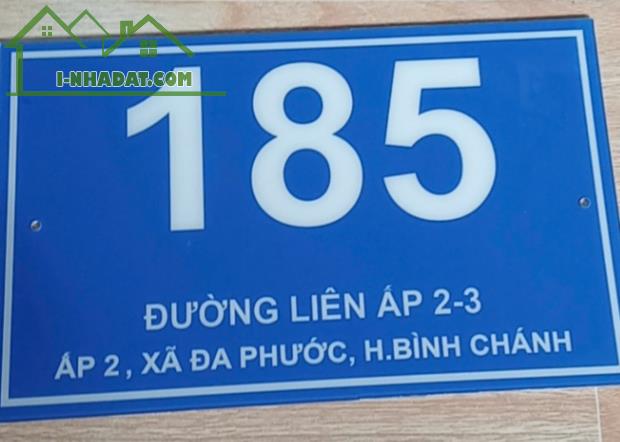 I-NHADAT.COM
185
ĐƯỜNG LIÊN ẤP 2-3
ẤP 2 , XÃ ĐA PHƯỚC, H.BÌNH CHÁNH